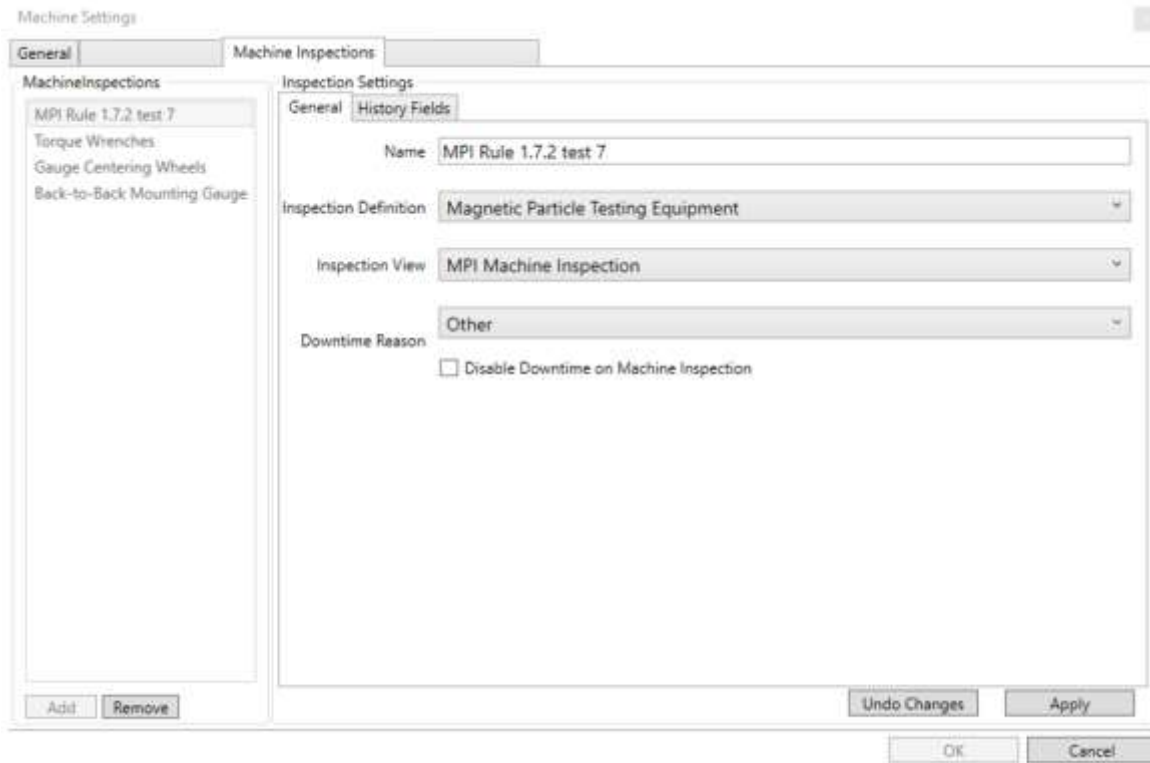 Machine Settings
General
Machine Inspections
MachineInspections
MPI Rule 1.7.2 test 7
Torque Wrenches
Gauge Centering Wheels
Back-to-Back Mounting Gauge
Add
Remove
Inspection Settings
General
History Fields
Name
MPI Rule 1.7.2 test 7
Inspection Definition
Magnetic Particle Testing Equipment
Inspection View
MPI Machine Inspection
Downtime Reason
Other
Disable Downtime on Machine Inspection
Undo Changes
Apply
OK
Cancel